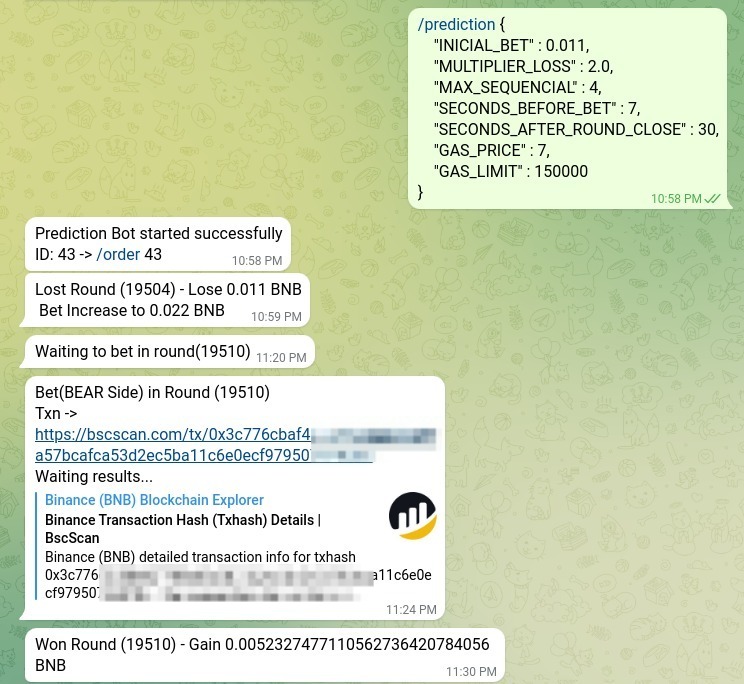 /prediction {
"INICIAL_BET" : 0.011,
"MULTIPLIER_LOSS" : 2.0,
"MAX_SEQUENCIAL" : 4,
"SECONDS_BEFORE_BET" : 7,
"SECONDS_AFTER_ROUND_CLOSE" : 30,
"GAS_PRICE" : 7,
"GAS_LIMIT" : 150000
}
10:58 PM
Prediction Bot started successfully
ID: 43 -> /order 43
10:58 PM
Lost Round (19504) - Lose 0.011 BNB
Bet Increase to 0.022 BNB
10:59 PM
Waiting to bet in round(19510)
11:20 PM
Bet(BEAR Side) in Round (19510)
Txn ->
https://bscscan.com/tx/0x3c776cbaf4
a57bcafca53d2ec5ba11c6e0ecf97950
Waiting results...
Binance (BNB) Blockchain Explorer
Binance Transaction Hash (Txhash) Details |
BscScan
Binance (BNB) detailed transaction info for txhash
0x3c776 a11c6e0e
cf97950
11:24 PM
Won Round (19510) - Gain 0.0052327477110562736420784056
BNB
11:30 PM